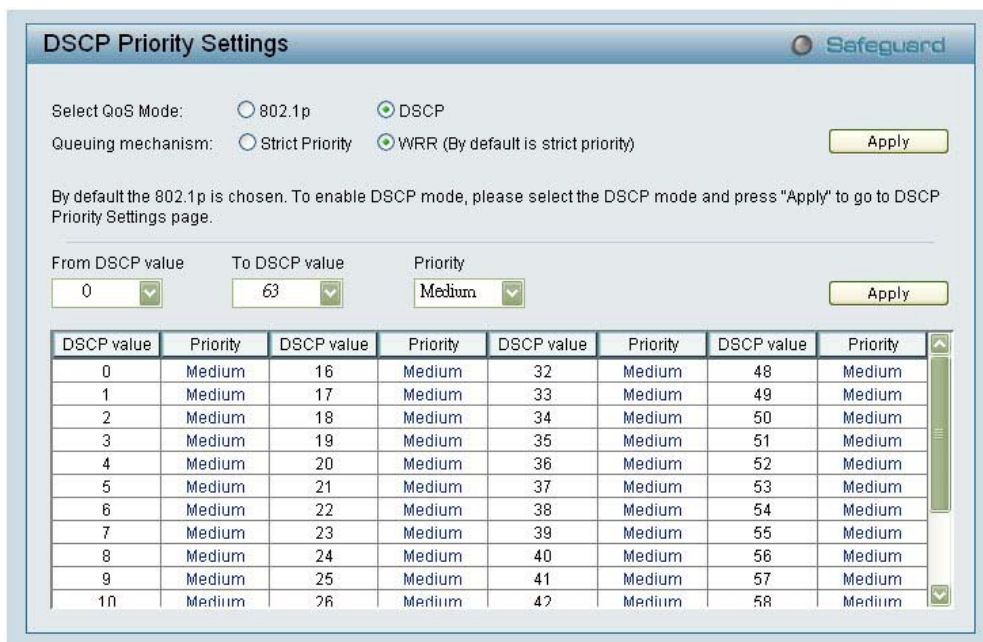 DSCP Priority Settings
Safeguard
Select QoS Mode: 802.1p DSCP
Queuing mechanism: Strict Priority WRR (By default is strict priority) Apply
By default the 802.1p is chosen. To enable DSCP mode, please select the DSCP mode and press "Apply" to go to DSCP
Priority Settings page.
From DSCP value To DSCP value Priority
0 63 Medium Apply
DSCP value Priority DSCP value Priority DSCP value Priority DSCP value Priority
0 Medium 16 Medium 32 Medium 48 Medium
1 Medium 17 Medium 33 Medium 49 Medium
2 Medium 18 Medium 34 Medium 50 Medium
3 Medium 19 Medium 35 Medium 51 Medium
4 Medium 20 Medium 36 Medium 52 Medium
5 Medium 21 Medium 37 Medium 53 Medium
6 Medium 22 Medium 38 Medium 54 Medium
7 Medium 23 Medium 39 Medium 55 Medium
8 Medium 24 Medium 40 Medium 56 Medium
9 Medium 25 Medium 41 Medium 57 Medium
10 Medium 26 Medium 42 Medium 58 Medium